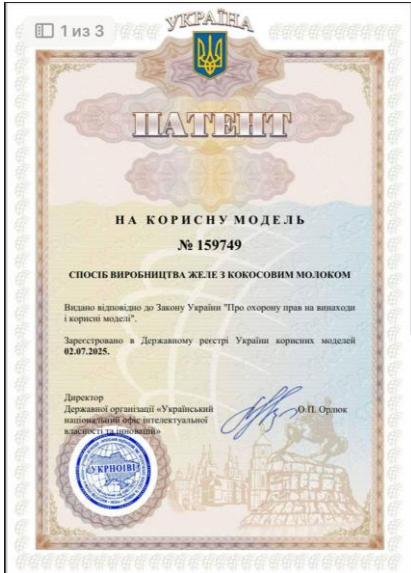 1 из 3
УКРАЇНА
ПАТЕНТ
НА КОРИСНУ МОДЕЛЬ
№ 159749
СПОСІБ ВИРОБНИЦТВА ЖЕЛЕ З КОКОСОВИМ МОЛОКОМ
Видано відповідно до Закону України "Про охорону прав на винаходи
і корисні моделі".
Зареєстровано в Державному реєстрі України корисних моделей
02.07.2025.
Директор
Державної організації «Український
національний офіс інтелектуальної
власності та інновацій»
О.П. Орлюк
УКРНОІВІ